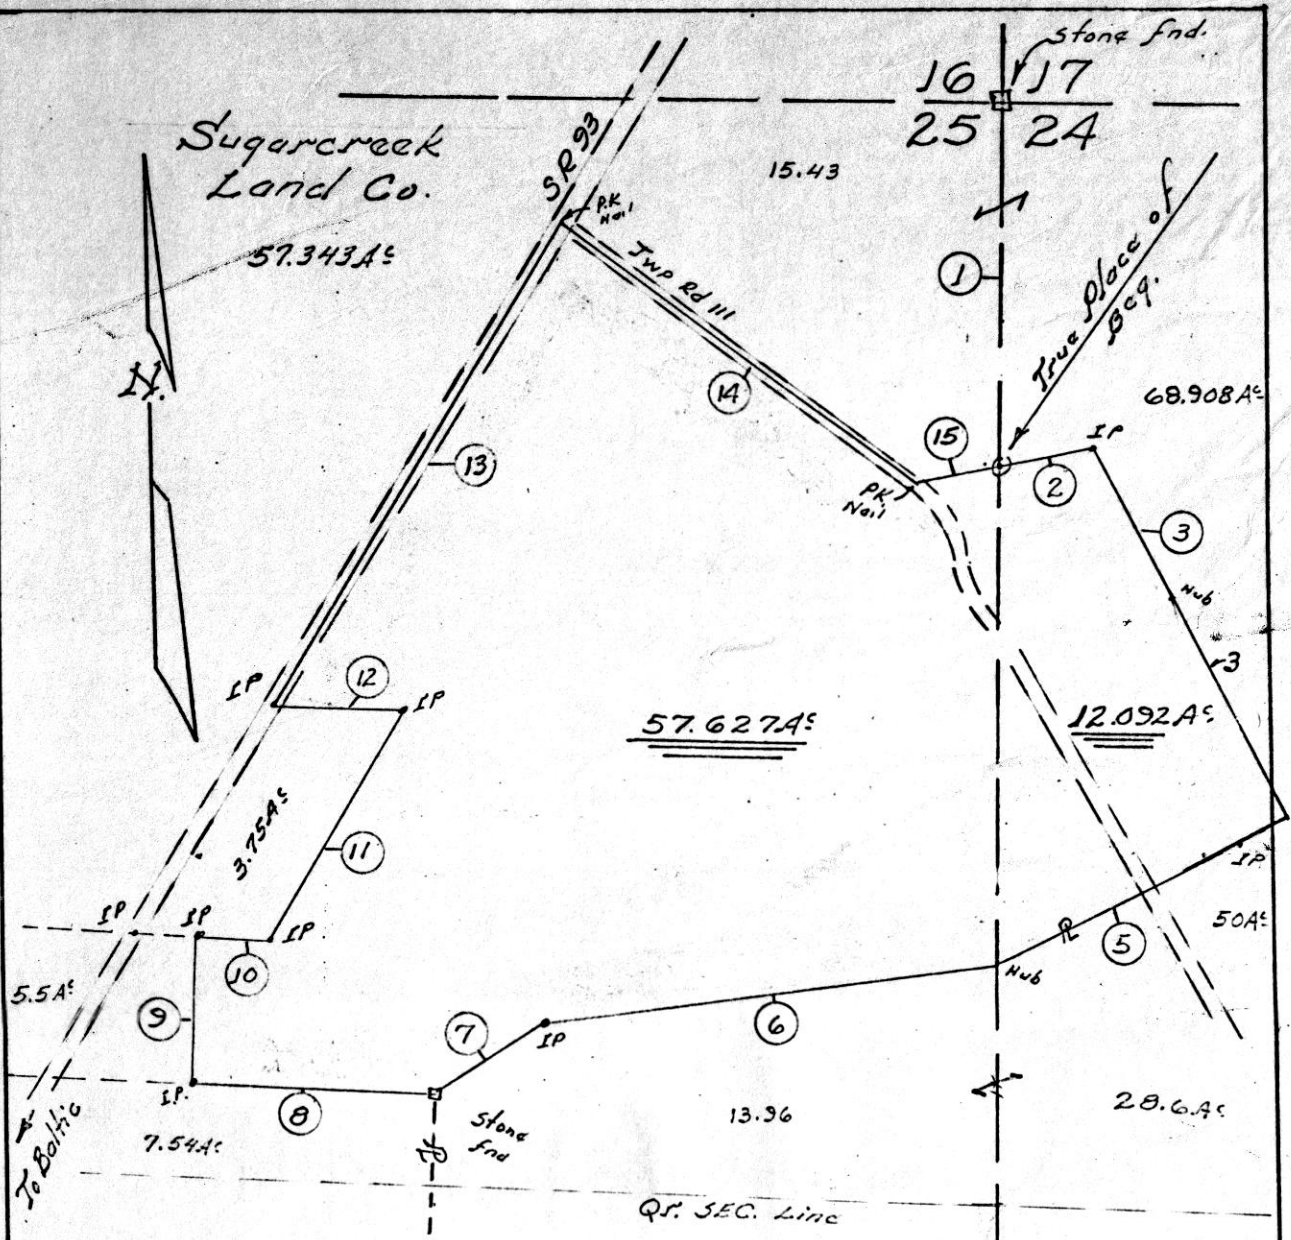 Stone fnd.
16 17
25 24
Sugarcreek
Land Co.
57.343Ac
SR 93
P.K
Nail
15.43
Twp Rd 111
1
True Place of
Beg.
N.
14
68.908Ac
13
15
IP
2
PK
Nail
3
Hub
3
IP
12
IP
57.627Ac
12.092Ac
3.75Ac
11
IP
IP
IP
IP
10
5
50Ac
5.5Ac
Hub
9
7
IP
6
IP.
8
Stone
fnd
13.96
28.6Ac
To Baltic
7.54Ac
Qr. SEC. Line